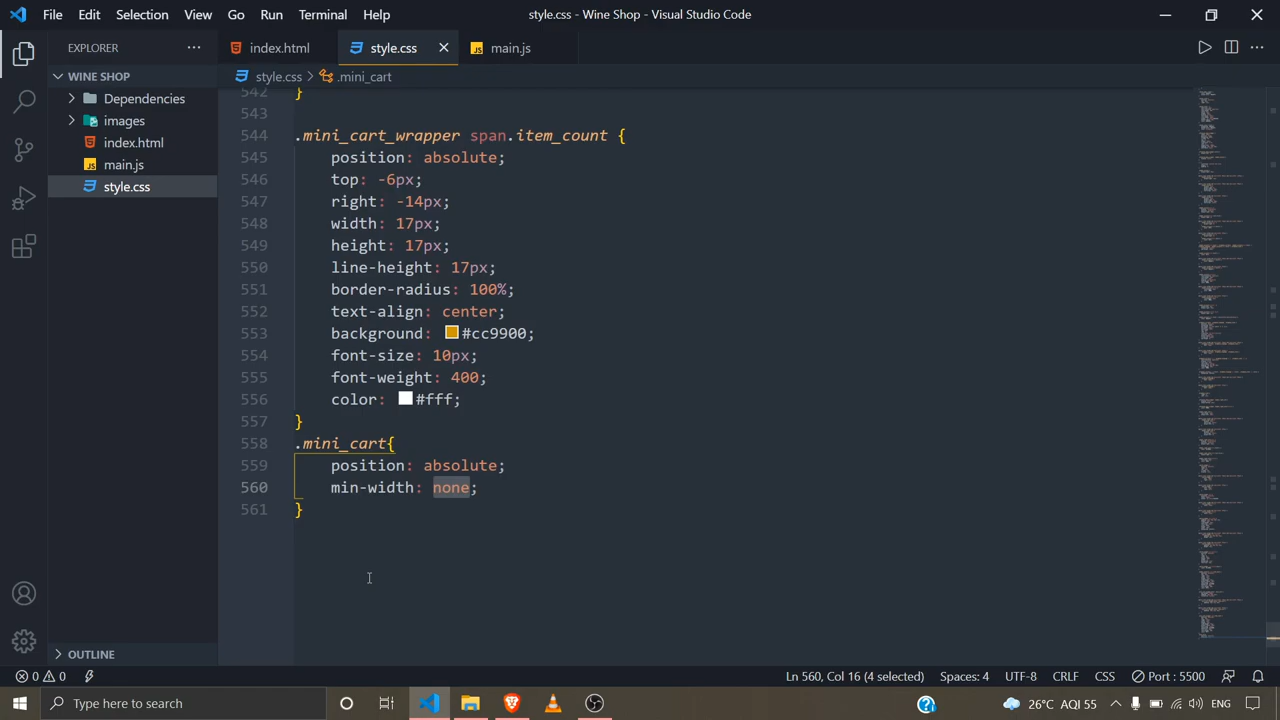 File Edit Selection View Go Run Terminal Help
style.css - Wine Shop - Visual Studio Code
EXPLORER
index.html
style.css
main.js
WINE SHOP
style.css > .mini_cart
Dependencies
images
index.html
main.js
style.css
542 }
543
544 .mini_cart_wrapper span.item_count {
545 position: absolute;
546 top: -6px;
547 right: -14px;
548 width: 17px;
549 height: 17px;
550 line-height: 17px;
551 border-radius: 100%;
552 text-align: center;
553 background: #cc9900;
554 font-size: 10px;
555 font-weight: 400;
556 color: #fff;
557 }
558 .mini_cart{
559 position: absolute;
560 min-width: none;
561 }
OUTLINE
0 0
Ln 560, Col 16 (4 selected)
Spaces: 4
UTF-8
CRLF
CSS
Port : 3500
Type here to search
26°C AQI 55
ENG